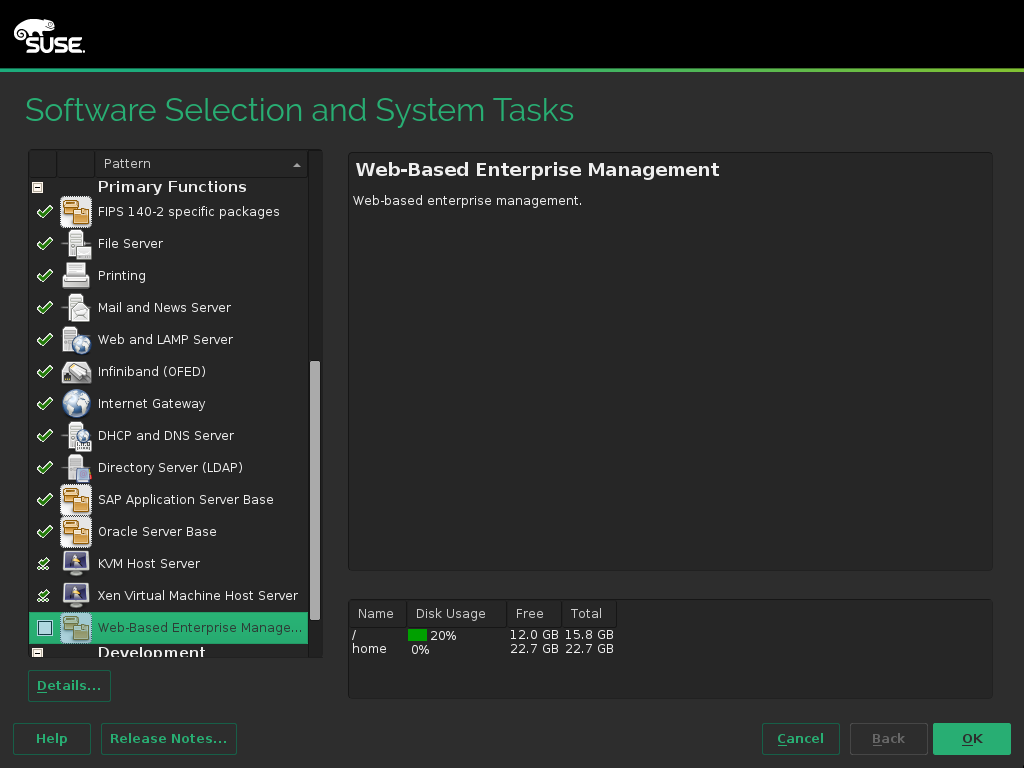 SUSE.
Software Selection and System Tasks
Pattern
Primary Functions
FIPS 140-2 specific packages
File Server
Printing
Mail and News Server
Web and LAMP Server
Infiniband (OFED)
Internet Gateway
DHCP and DNS Server
Directory Server (LDAP)
SAP Application Server Base
Oracle Server Base
KVM Host Server
Xen Virtual Machine Host Server
Web-Based Enterprise Manage...
Development
Details...
Web-Based Enterprise Management
Web-based enterprise management.
Name Disk Usage Free Total
/ 20% 12.0 GB 15.8 GB
home 0% 22.7 GB 22.7 GB
Help Release Notes... Cancel Back OK